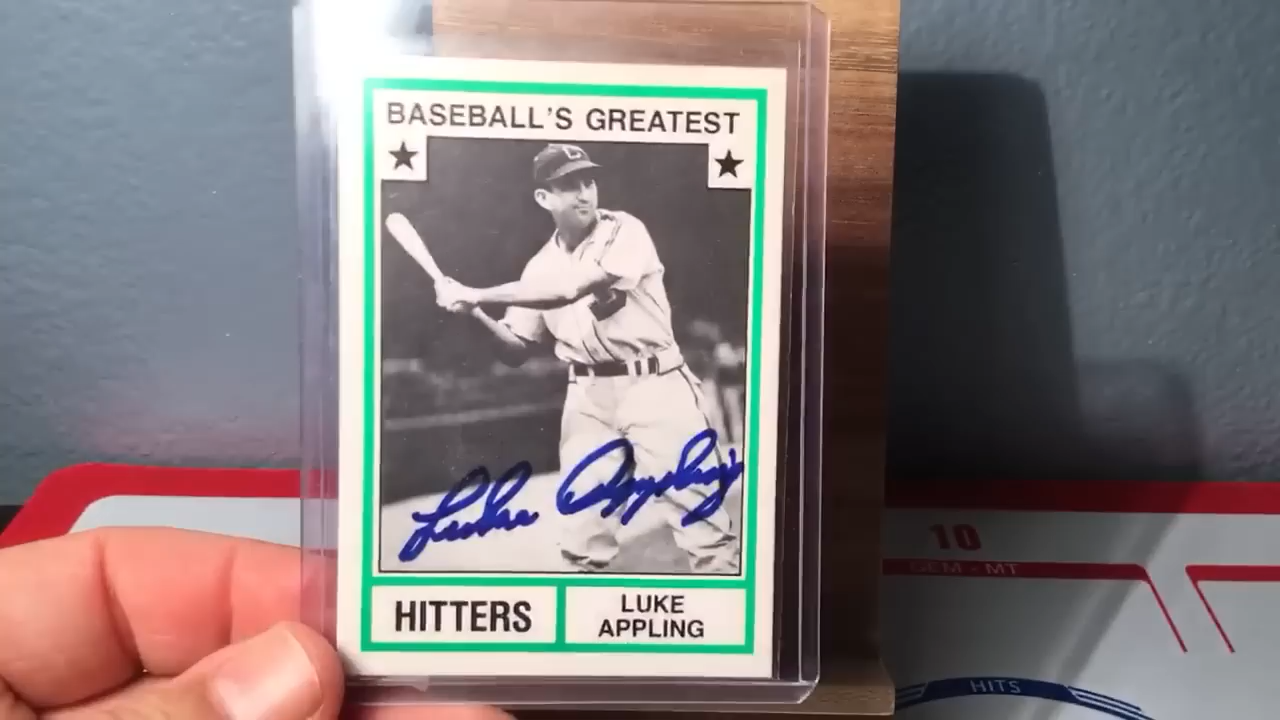 BASEBALL'S GREATEST
Luke Appling
HITTERS
LUKE
APPLING
10
GEM - MT
HITS